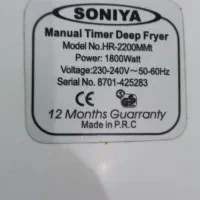 SONIYA
Manual Timer Deep Fryer
Model No.HR-2200MMt
Power: 1800Watt
Voltage:230-240V~50-60Hz
Serial No. 8701-425283
CE
12 Months Guarranty
Made in P.R.C